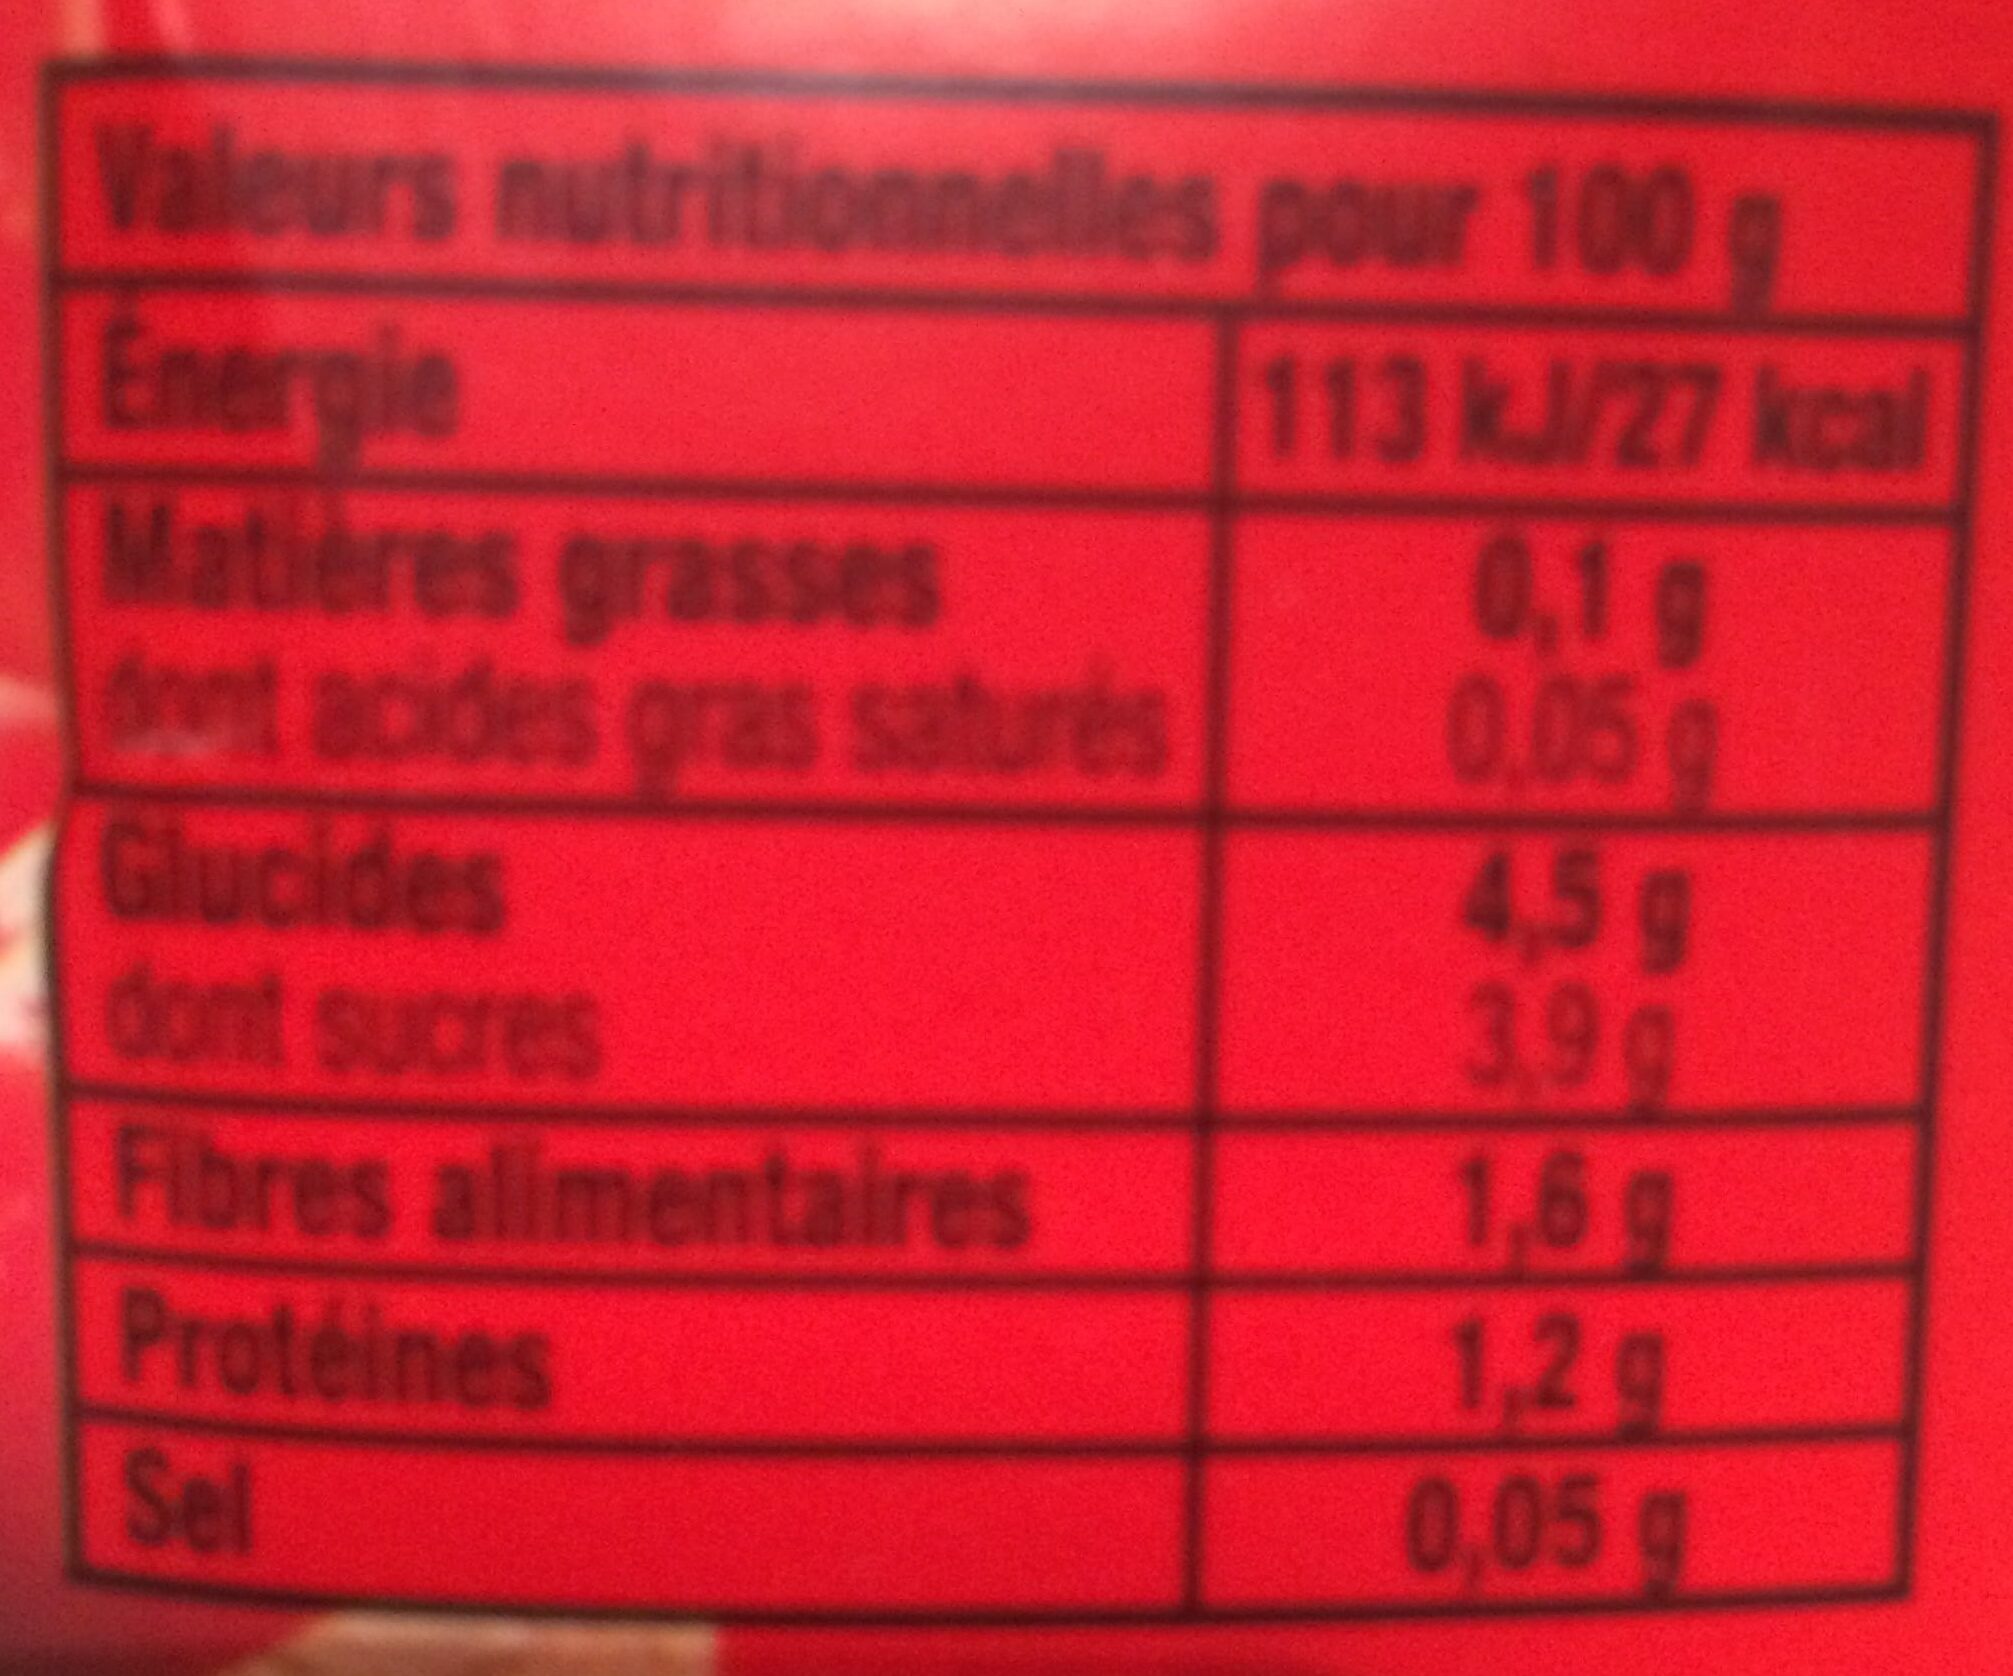 Valeurs nutritionnelles pour 100 g
Énergie 113 kJ/27 kcal
Matières grasses 0,1 g
dont acides gras saturés 0,05 g
Glucides 4,5 g
dont sucres 3,9 g
Fibres alimentaires 1,6 g
Protéines 1,2 g
Sel 0,05 g